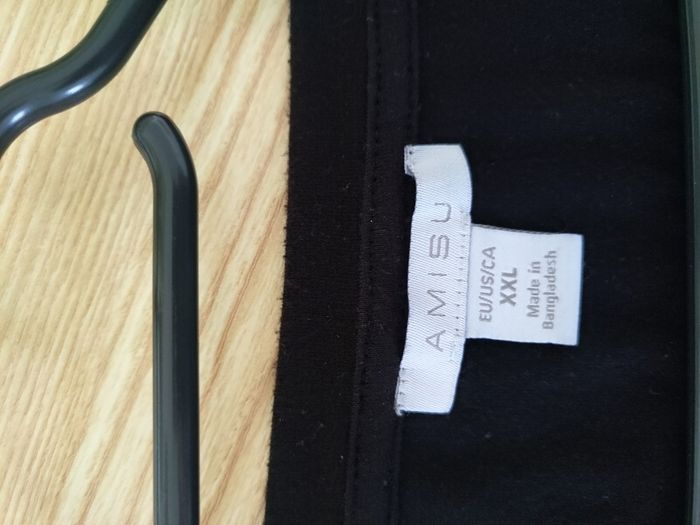 AMISU
EU/US/CA
XXL
Made in
Bangladesh